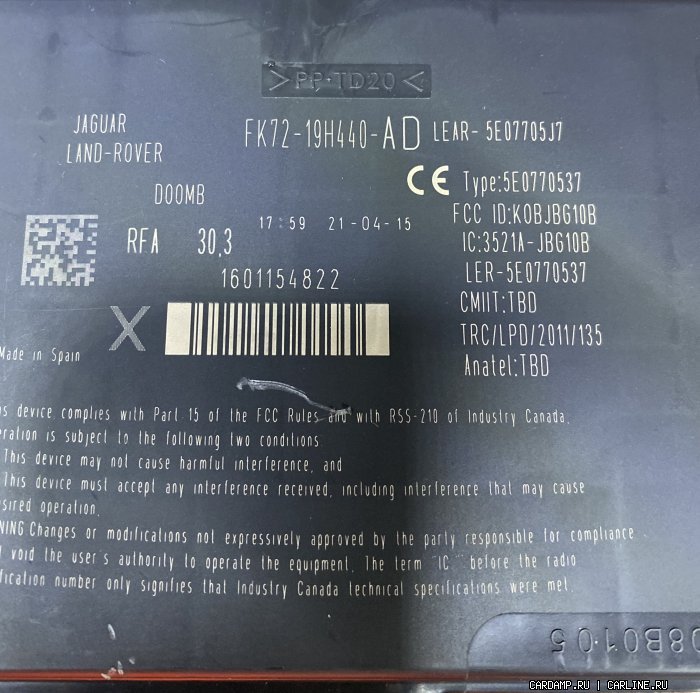 >PP-TD20<
JAGUAR
LAND-ROVER
FK72-19H440-AD LEAR- 5E07705J7
D00MB
CE Type:5E0770537
FCC ID:KOBJBG10B
17:59 21-04-15
RFA 30,3
IC:3521A-JBG10B
LER-5E0770537
1601154822
CMIIT:TBD
X
TRC/LPD/2011/135
Made in Spain
Anatel:TBD
device complies with Part 15 of the FCC Rules and with RSS-210 of Industry Canada.
is subject to the following two conditions
This device may not cause harmful interference, and
This device must accept any interference received, including interference that may cause
operation.
Changes or modifications not expressively approved by the party responsible for compliance
void the user's authority to operate the equipment. The term "IC " before the radio
number only signifies that Industry Canada technical specifications were met.
08B0105
CARDAMP.RU | CARLINE.RU